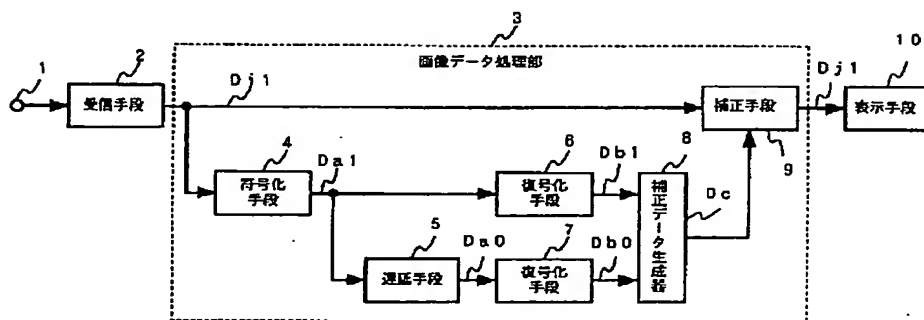 3
画像データ処理部
1
2
受信手段
Dj1
補正手段
9
Dj1
10
表示手段
4
符号化
手段
Da1
6
復号化
手段
Db1
8
補正データ生成器
Dc
5
遅延手段
Da0
7
復号化
手段
Db0